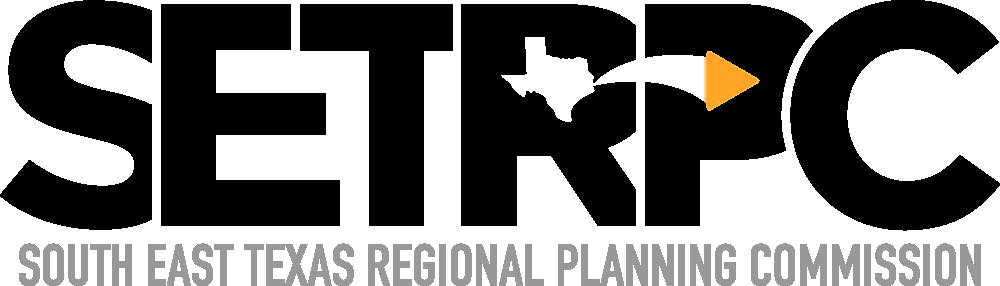 SETRPC
SOUTH EAST TEXAS REGIONAL PLANNING COMMISSION